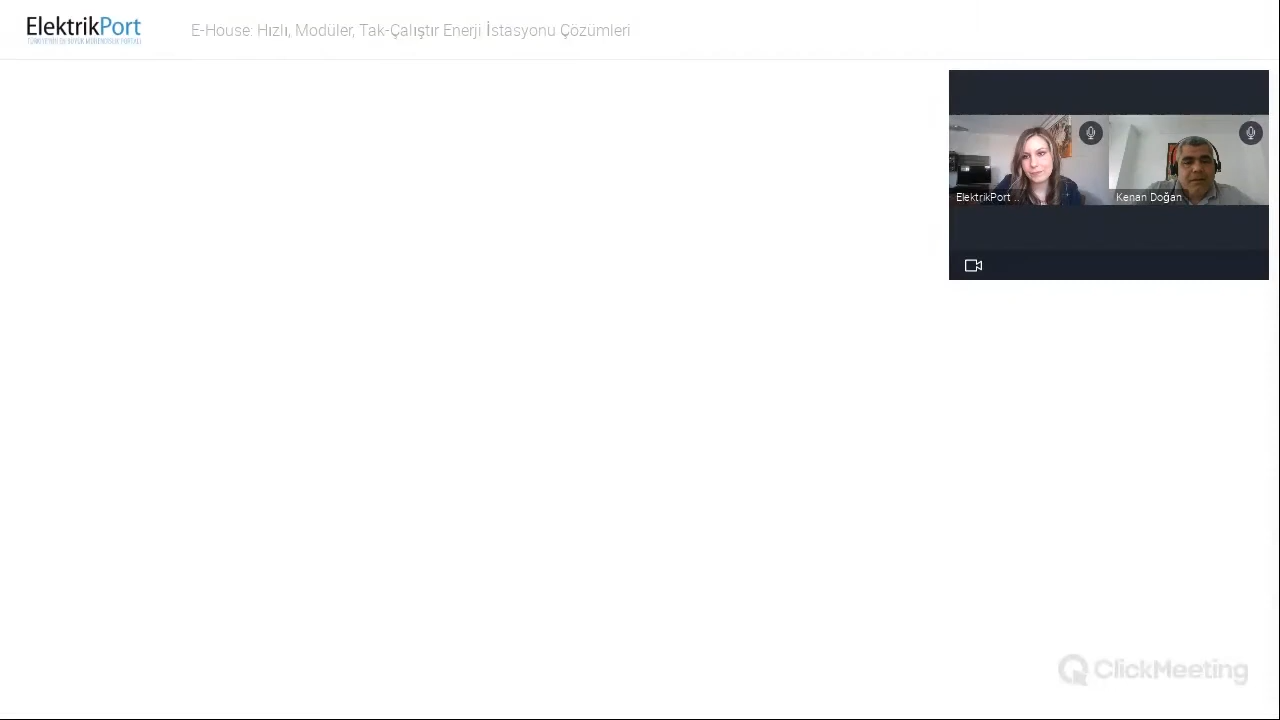 ElektrikPort
E-House: Hızlı, Modüler, Tak-Çalıştır Enerji İstasyonu Çözümleri
ElektrikPort ..
Kenan Doğan
ClickMeeting